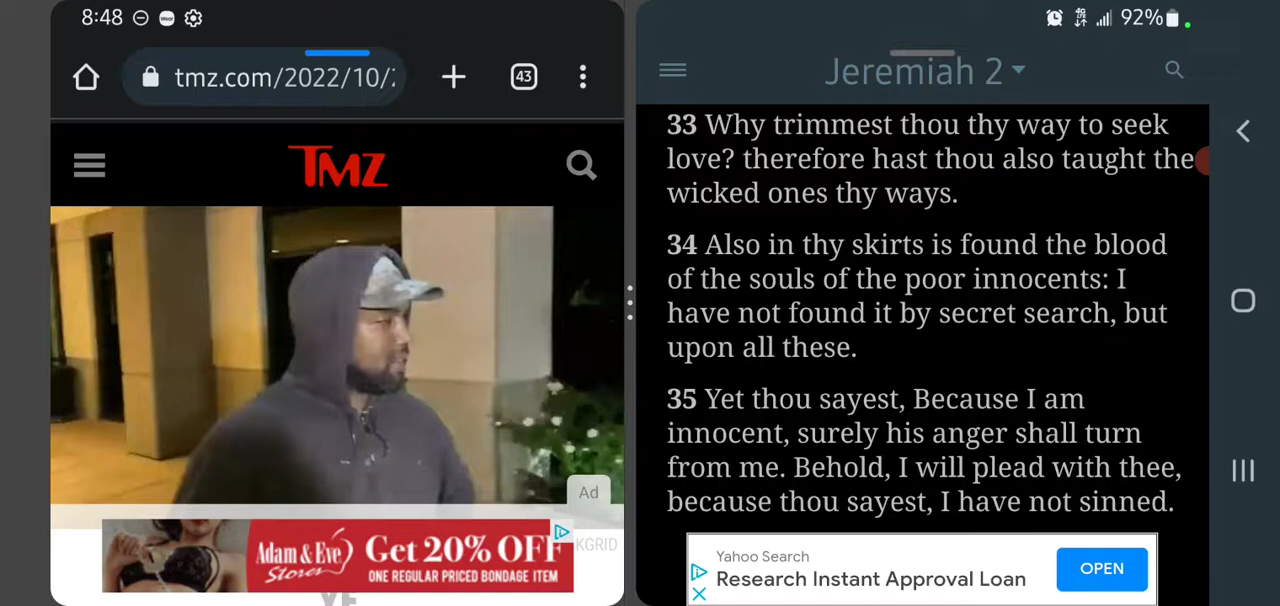 8:48
tmz.com/2022/10/2
43
TMZ
Ad
Adam & Eve
Stores
Get 20% OFF
ONE REGULAR PRICED BONDAGE ITEM
KGRID
92%
Jeremiah 2
33 Why trimmest thou thy way to seek
love? therefore hast thou also taught the
wicked ones thy ways.
34 Also in thy skirts is found the blood
of the souls of the poor innocents: I
have not found it by secret search, but
upon all these.
35 Yet thou sayest, Because I am
innocent, surely his anger shall turn
from me. Behold, I will plead with thee,
because thou sayest, I have not sinned.
Yahoo Search
Research Instant Approval Loan
OPEN